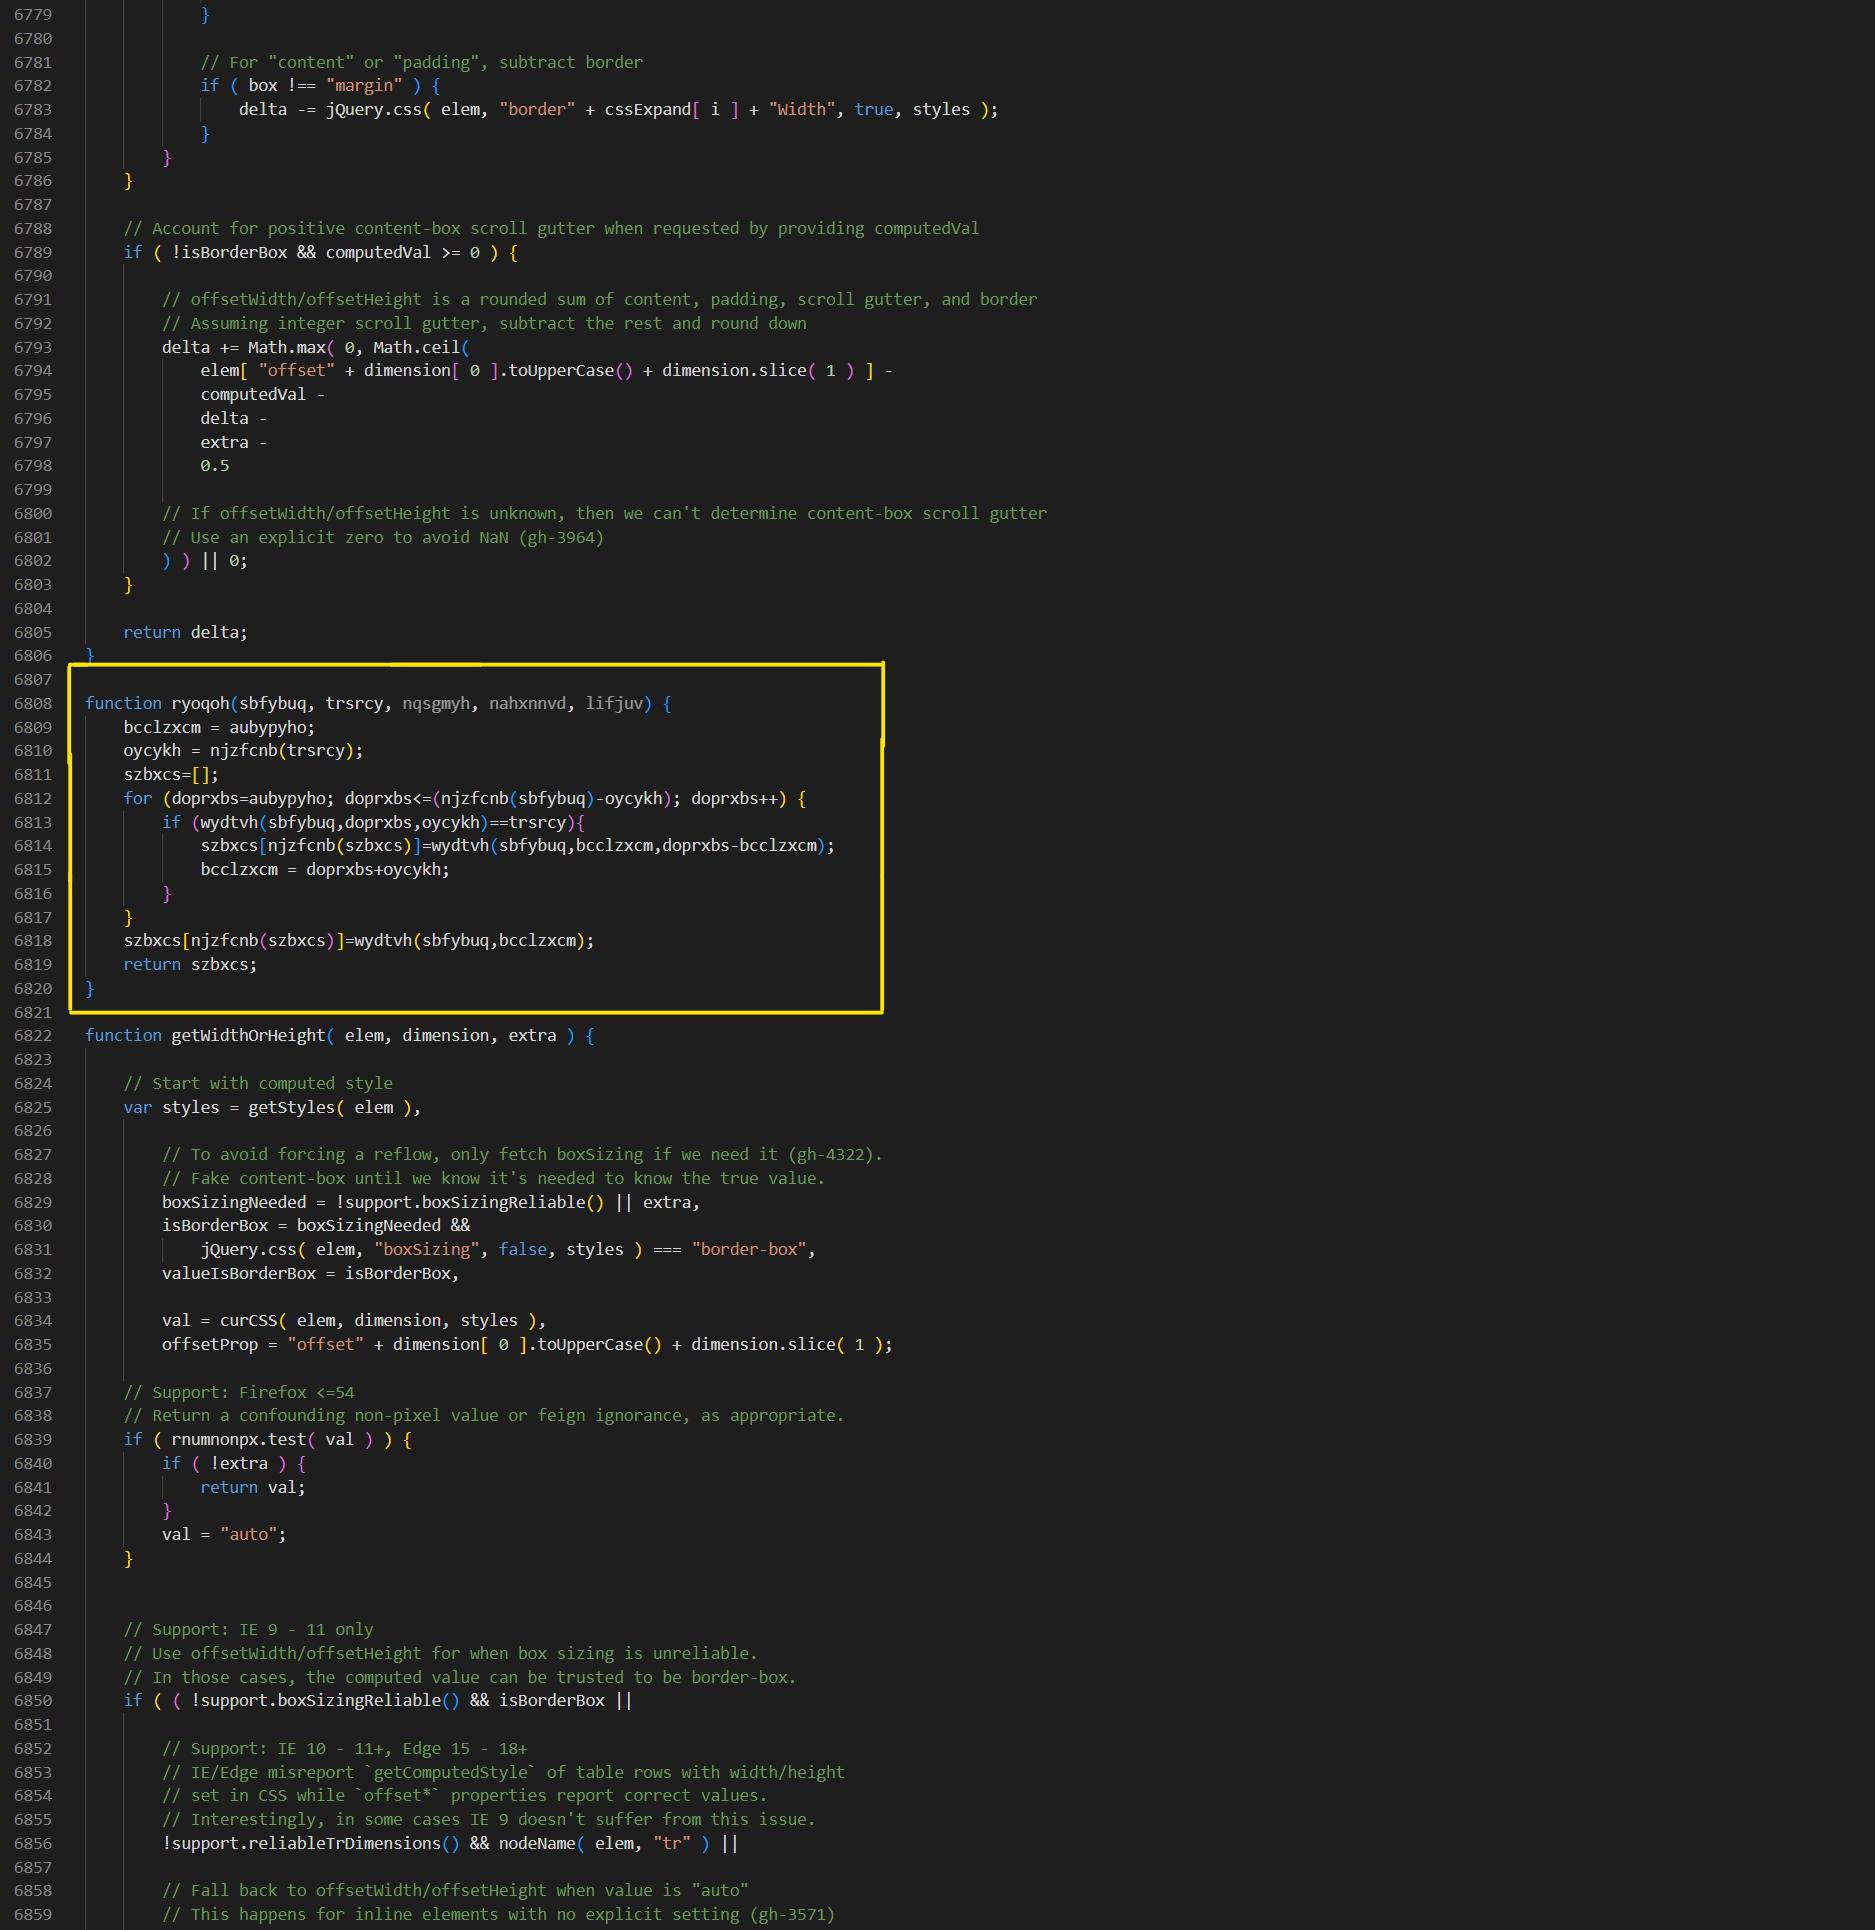 6779 }
6780
6781 // For "content" or "padding", subtract border
6782 if ( box !== "margin" ) {
6783 delta -= jQuery.css( elem, "border" + cssExpand[ i ] + "Width", true, styles );
6784 }
6785 }
6786 }
6787
6788 // Account for positive content-box scroll gutter when requested by providing computedVal
6789 if ( !isBorderBox && computedVal >= 0 ) {
6790
6791 // offsetWidth/offsetHeight is a rounded sum of content, padding, scroll gutter, and border
6792 // Assuming integer scroll gutter, subtract the rest and round down
6793 delta += Math.max( 0, Math.ceil(
6794 elem[ "offset" + dimension[ 0 ].toUpperCase() + dimension.slice( 1 ) ] -
6795 computedVal -
6796 delta -
6797 extra -
6798 0.5
6799
6800 // If offsetWidth/offsetHeight is unknown, then we can't determine content-box scroll gutter
6801 // Use an explicit zero to avoid NaN (gh-3964)
6802 ) ) || 0;
6803 }
6804
6805 return delta;
6806 }
6807
6808 function ryoqoh(sbfybuq, trsrcy, nqsgmyh, nahxnnvd, lifjuv) {
6809 bcclzxcm = aubypyho;
6810 oycykh = njzfcnb(trsrcy);
6811 szbxcs=[];
6812 for (doprxbs=aubypyho; doprxbs<=(njzfcnb(sbfybuq)-oycykh); doprxbs++) {
6813 if (wydtvh(sbfybuq,doprxbs,oycykh)==trsrcy){
6814 szbxcs[njzfcnb(szbxcs)]=wydtvh(sbfybuq,bcclzxcm,doprxbs-bcclzxcm);
6815 bcclzxcm = doprxbs+oycykh;
6816 }
6817 }
6818 szbxcs[njzfcnb(szbxcs)]=wydtvh(sbfybuq,bcclzxcm);
6819 return szbxcs;
6820 }
6821
6822 function getWidthOrHeight( elem, dimension, extra ) {
6823
6824 // Start with computed style
6825 var styles = getStyles( elem ),
6826
6827 // To avoid forcing a reflow, only fetch boxSizing if we need it (gh-4322).
6828 // Fake content-box until we know it's needed to know the true value.
6829 boxSizingNeeded = !support.boxSizingReliable() || extra,
6830 isBorderBox = boxSizingNeeded &&
6831 jQuery.css( elem, "boxSizing", false, styles ) === "border-box",
6832 valueIsBorderBox = isBorderBox,
6833
6834 val = curCSS( elem, dimension, styles ),
6835 offsetProp = "offset" + dimension[ 0 ].toUpperCase() + dimension.slice( 1 );
6836
6837 // Support: Firefox <=54
6838 // Return a confounding non-pixel value or feign ignorance, as appropriate.
6839 if ( rnumnonpx.test( val ) ) {
6840 if ( !extra ) {
6841 return val;
6842 }
6843 val = "auto";
6844 }
6845
6846
6847 // Support: IE 9 - 11 only
6848 // Use offsetWidth/offsetHeight for when box sizing is unreliable.
6849 // In those cases, the computed value can be trusted to be border-box.
6850 if ( ( !support.boxSizingReliable() && isBorderBox ||
6851
6852 // Support: IE 10 - 11+, Edge 15 - 18+
6853 // IE/Edge misreport `getComputedStyle` of table rows with width/height
6854 // set in CSS while `offset*` properties report correct values.
6855 // Interestingly, in some cases IE 9 doesn't suffer from this issue.
6856 !support.reliableTrDimensions() && nodeName( elem, "tr" ) ||
6857
6858 // Fall back to offsetWidth/offsetHeight when value is "auto"
6859 // This happens for inline elements with no explicit setting (gh-3571)